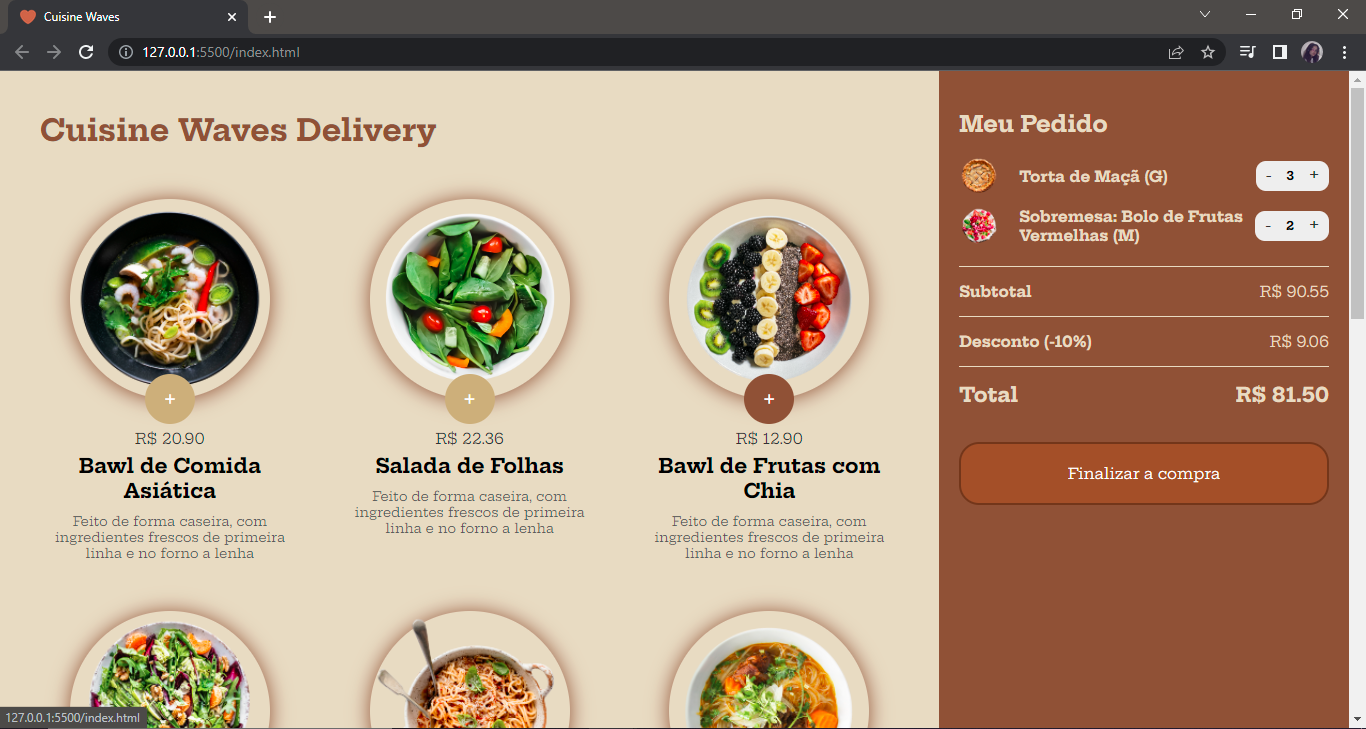 Cuisine Waves
127.0.0.1:5500/index.html
Cuisine Waves Delivery
+
R$ 20.90
Bawl de Comida
Asiática
Feito de forma caseira, com
ingredientes frescos de primeira
linha e no forno a lenha
+
R$ 22.36
Salada de Folhas
Feito de forma caseira, com
ingredientes frescos de primeira
linha e no forno a lenha
+
R$ 12.90
Bawl de Frutas com
Chia
Feito de forma caseira, com
ingredientes frescos de primeira
linha e no forno a lenha
Meu Pedido
Torta de Maçã (G)
- 3 +
Sobremesa: Bolo de Frutas
Vermelhas (M)
- 2 +
Subtotal R$ 90.55
Desconto (-10%) R$ 9.06
Total R$ 81.50
Finalizar a compra
127.0.0.1:5500/index.html